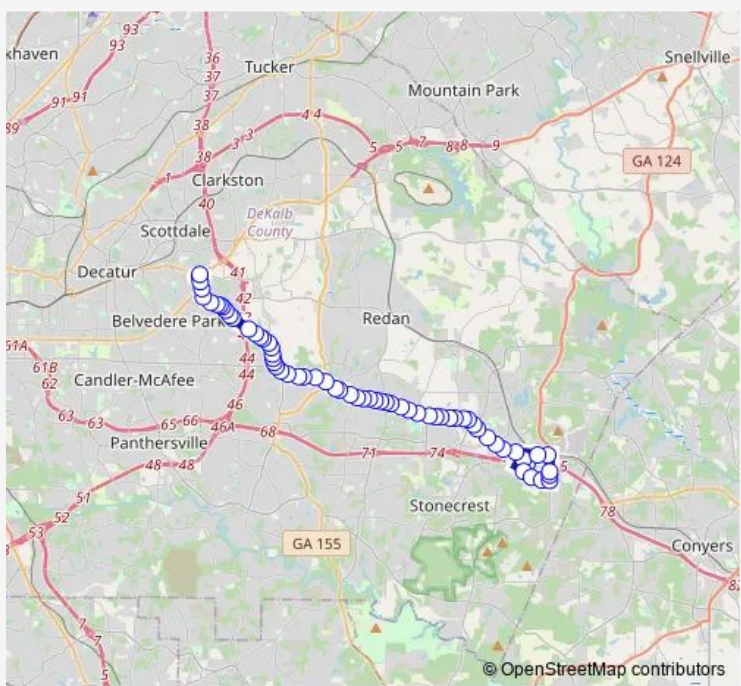 93
36
khaven
93
37
Tucker
Snellville
91
91
37
Mountain Park
89
38
4 4
3
3
5
5
7
8 8
9
38
1
Clarkston
GA 124
40
DeKalb
County
Scottdale
Decatur
41
42
Belvedere Park
Redan
61A
44
61B
44
62
Candler-McAfee
46
63
63
65
66
46A
68
Panthersville
71
74
5
48
48
51
Stonecrest
78
52
53
GA 155
Conyers
82
7
7
5
© OpenStreetMap contributors